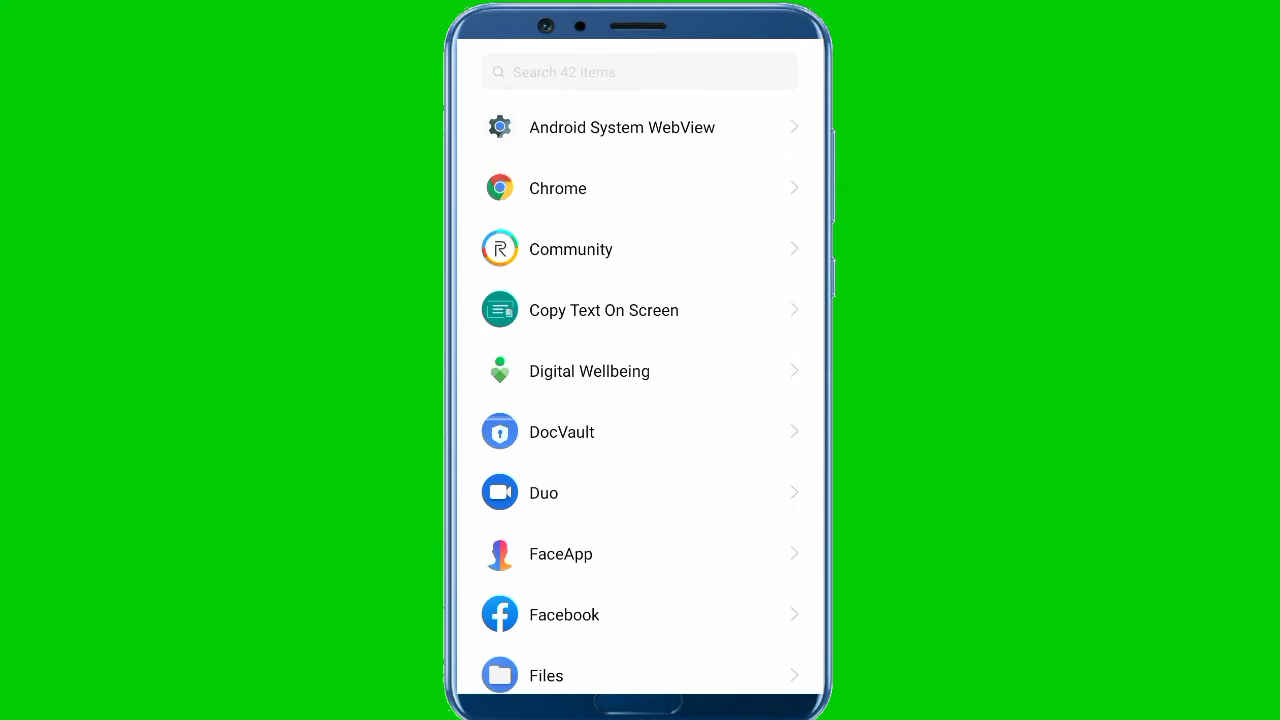 Search 42 items
Android System WebView
Chrome
R
Community
Copy Text On Screen
Digital Wellbeing
DocVault
Duo
FaceApp
Facebook
Files